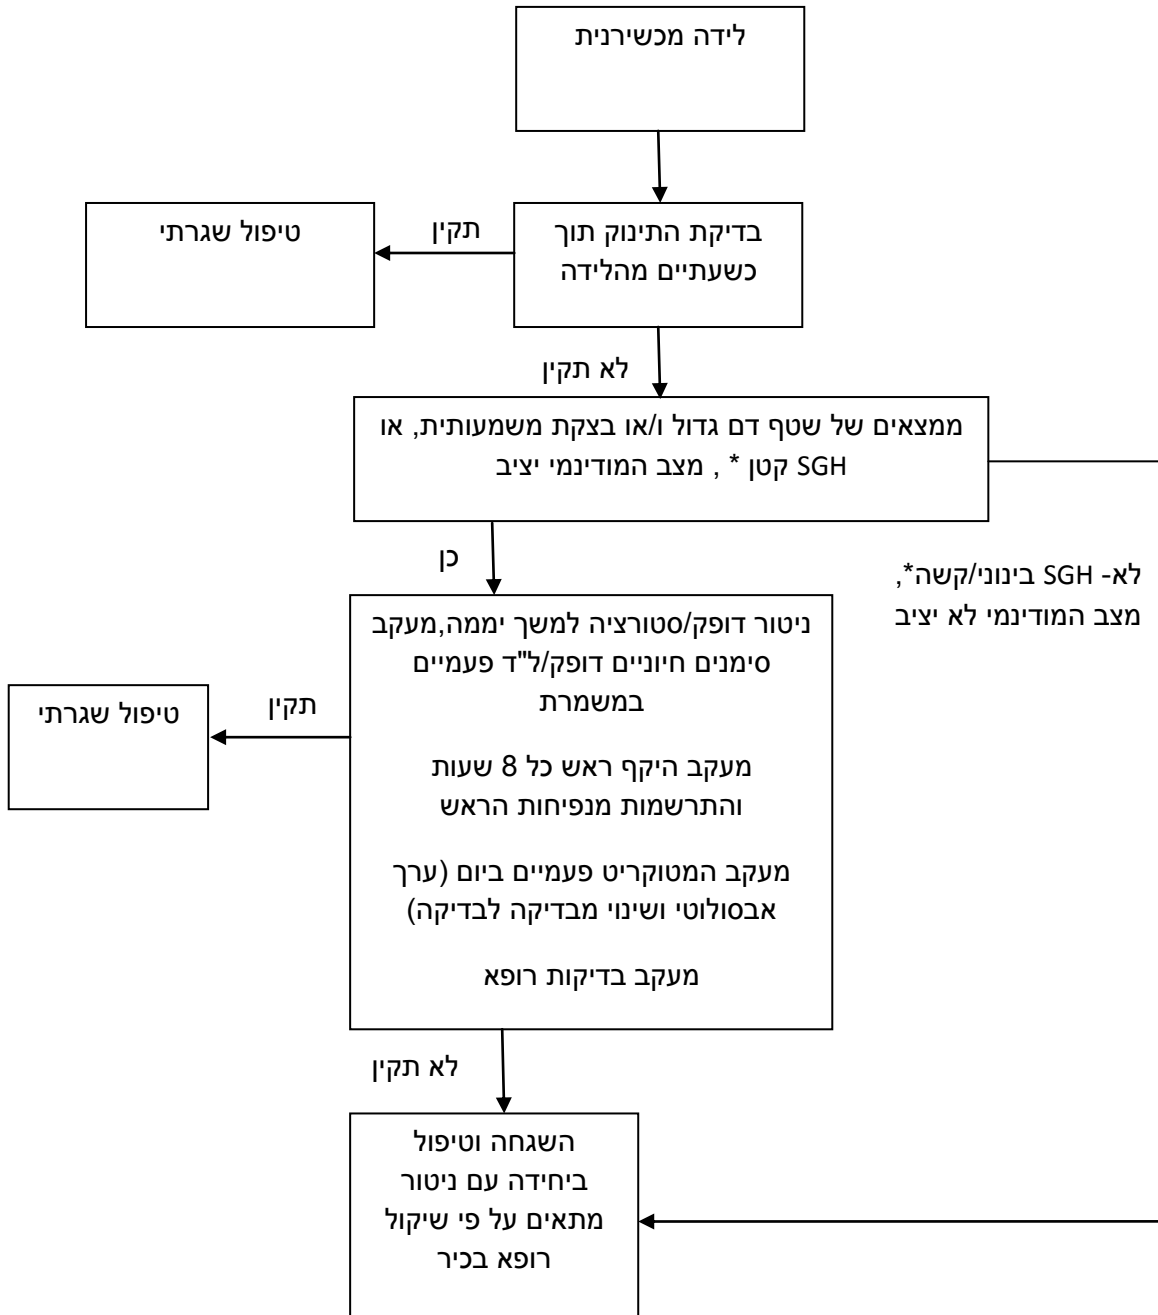 לידה מכשירנית
בדיקת התינוק תוך
כשעתיים מהלידה
תקין
טיפול שגרתי
לא תקין
ממצאים של שטף דם גדול ו/או בצקת משמעותית, או
SGH קטן * , מצב המודינמי יציב
כן
לא- SGH בינוני/קשה*,
מצב המודינמי לא יציב
ניטור דופק/סטורציה למשך יממה,מעקב
סימנים חיוניים דופק/ל"ד פעמיים
במשמרת
מעקב היקף ראש כל 8 שעות
והתרשמות מנפיחות הראש
מעקב המטוקריט פעמיים ביום (ערך
אבסולוטי ושינוי מבדיקה לבדיקה)
מעקב בדיקות רופא
תקין
טיפול שגרתי
לא תקין
השגחה וטיפול
ביחידה עם ניטור
מתאים על פי שיקול
רופא בכיר